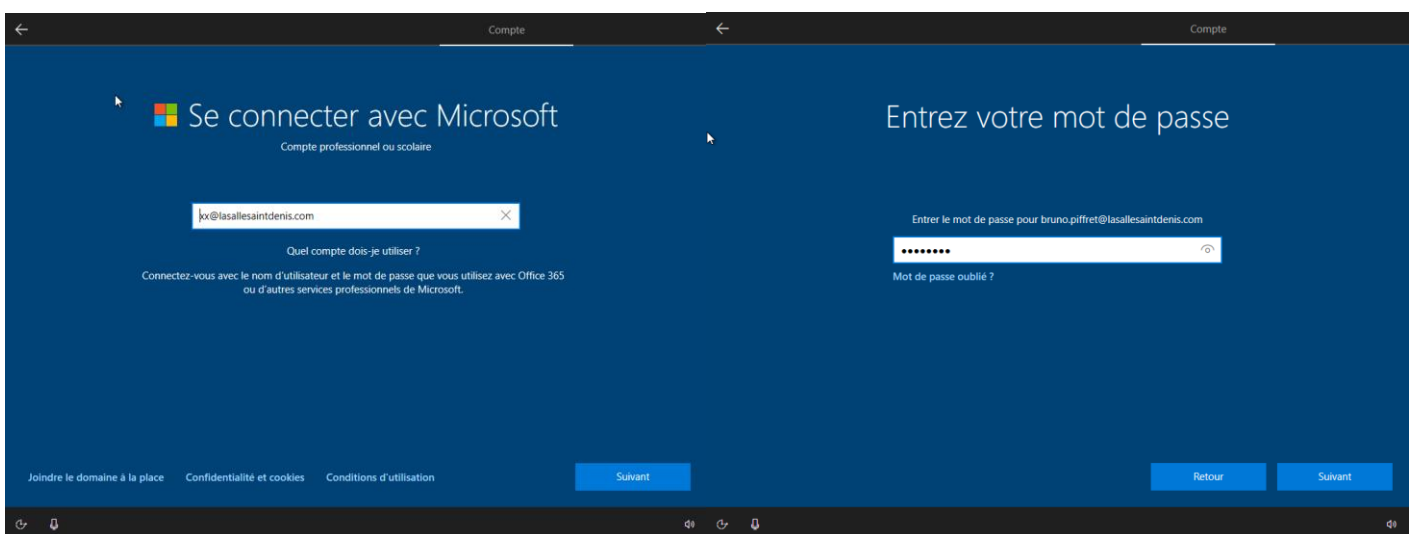 Compte
Se connecter avec Microsoft
Compte professionnel ou scolaire
xx@lasallesaintdenis.com
Quel compte dois-je utiliser ?
Connectez-vous avec le nom d'utilisateur et le mot de passe que vous utilisez avec Office 365
ou d'autres services professionnels de Microsoft.
Joindre le domaine à la place
Confidentialité et cookies
Conditions d'utilisation
Suivant
Compte
Entrez votre mot de passe
Entrer le mot de passe pour bruno.piffret@lasallesaintdenis.com
••••••••
Mot de passe oublié ?
Retour
Suivant